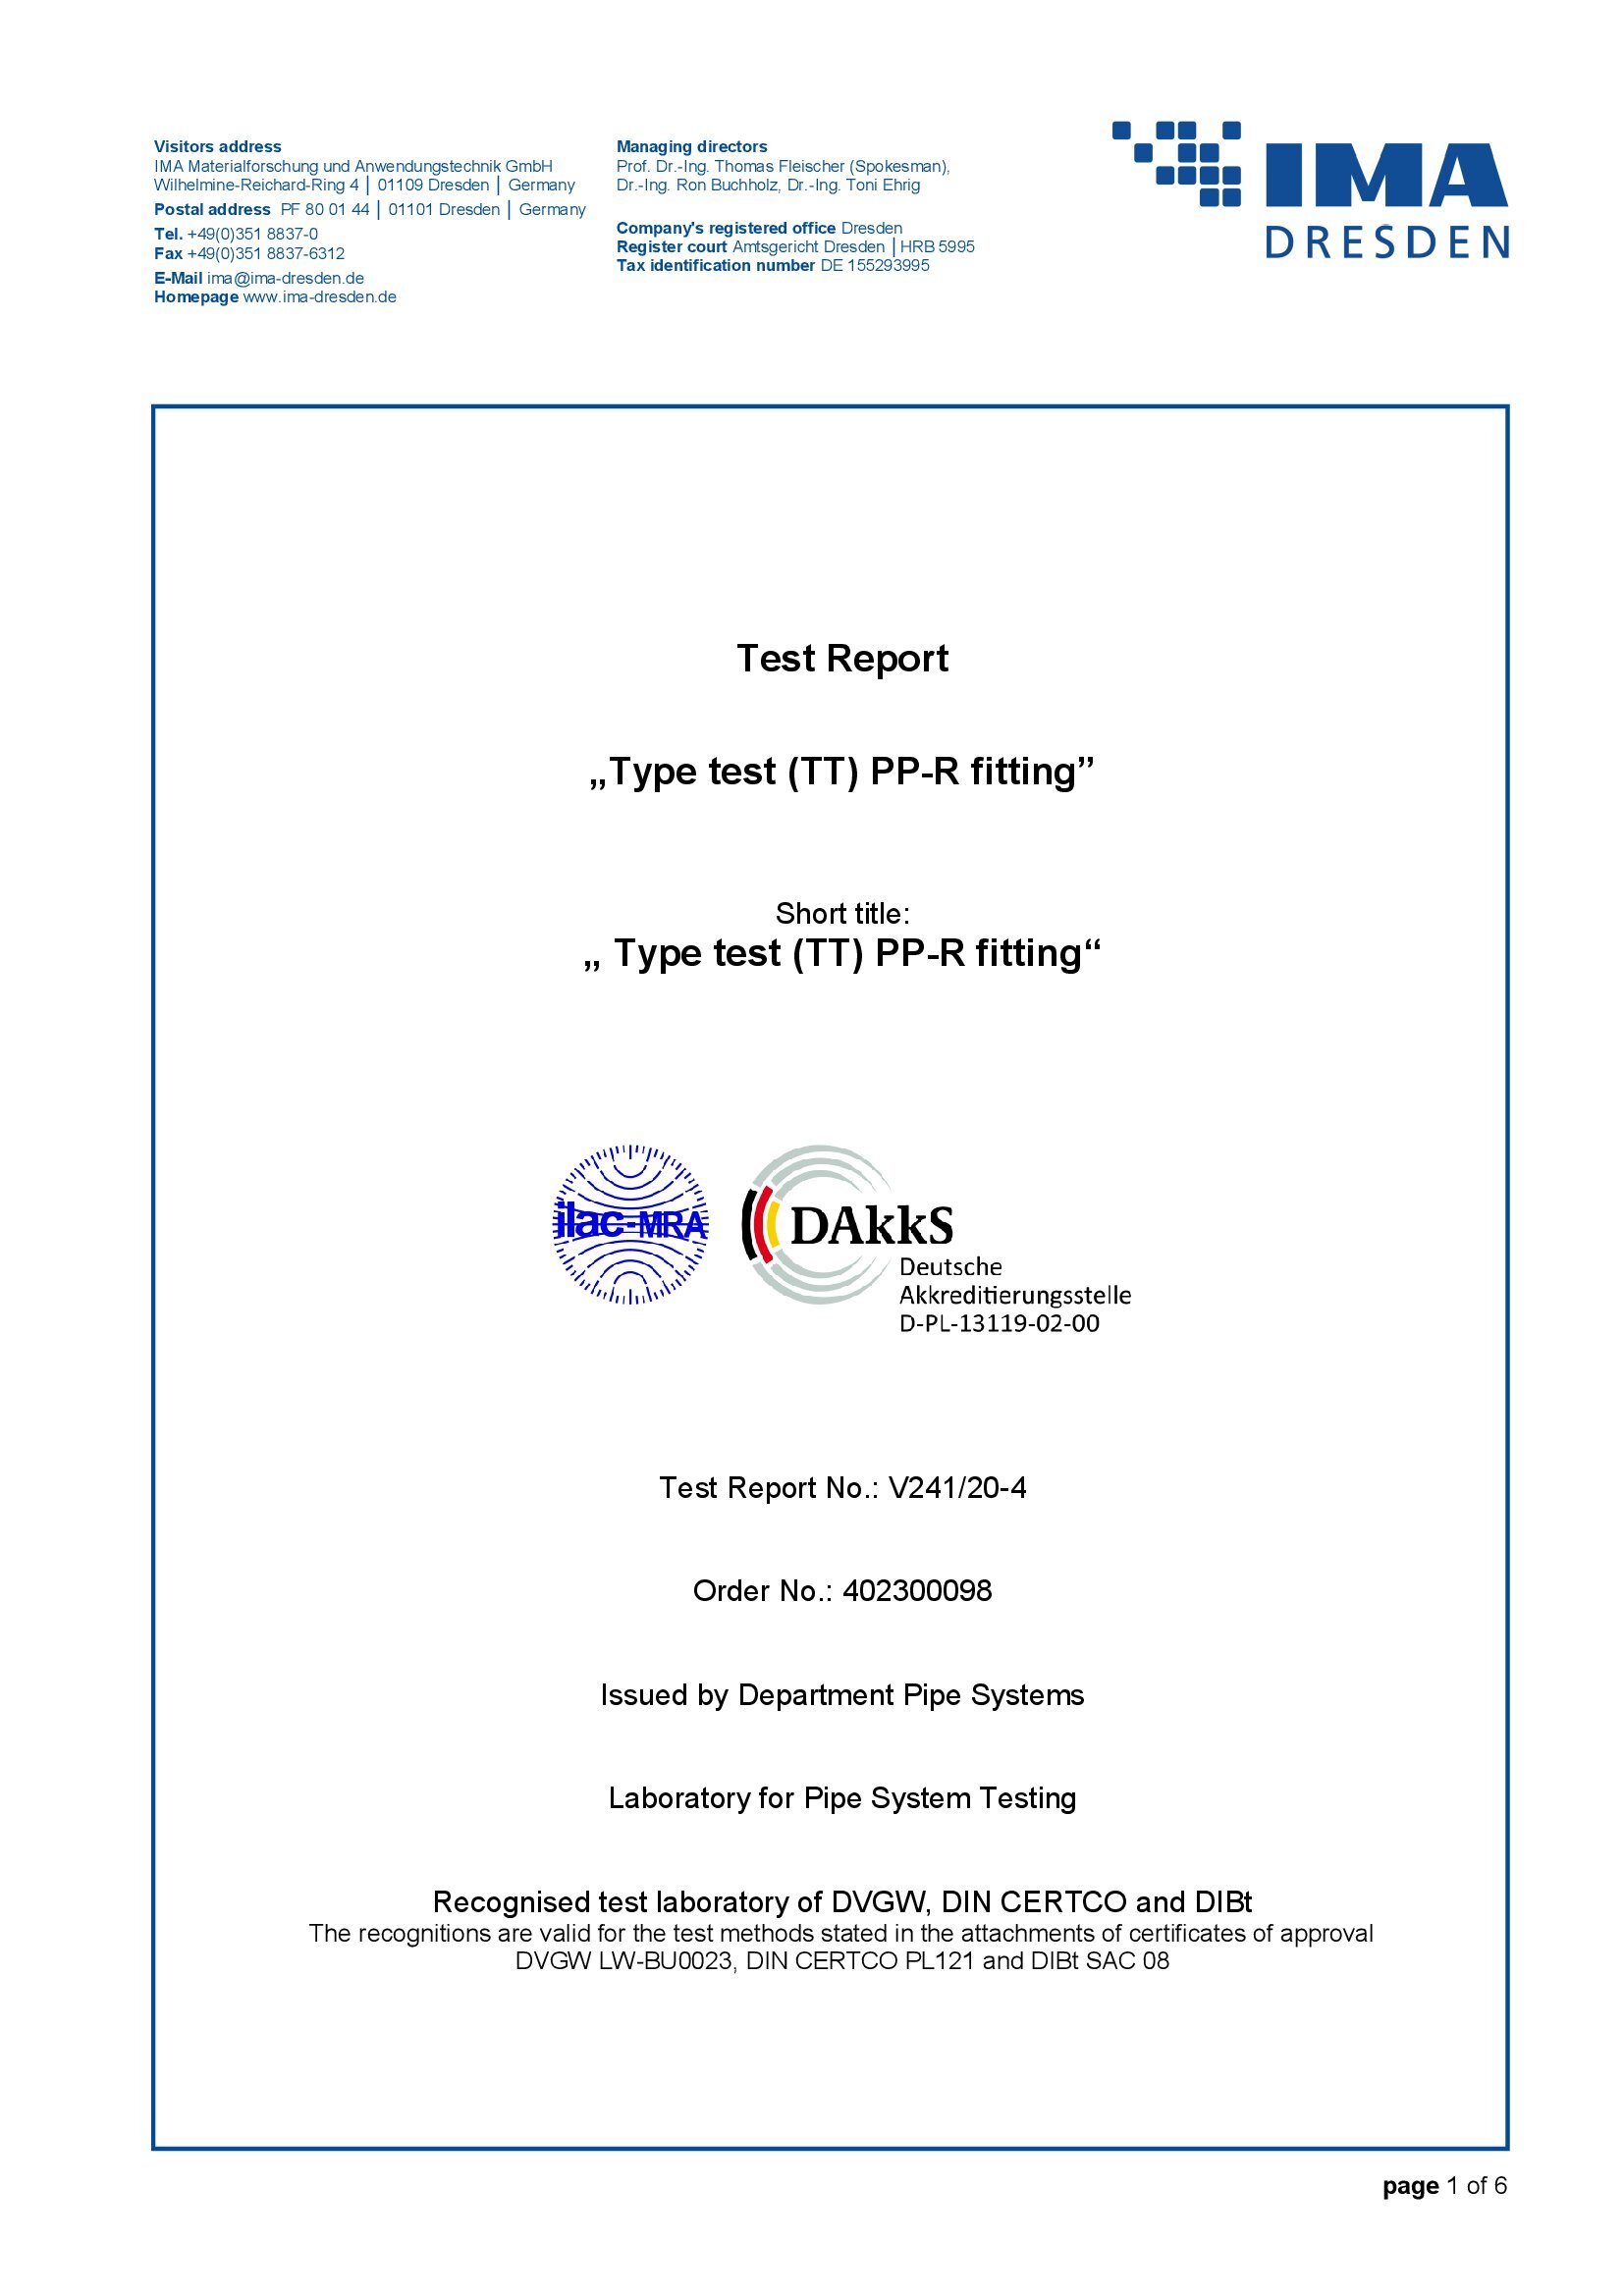 Visitors address
IMA Materialforschung und Anwendungstechnik GmbH
Wilhelmine-Reichard-Ring 4 | 01109 Dresden | Germany
Postal address PF 80 01 44 | 01101 Dresden | Germany
Tel. +49(0)351 8837-0
Fax +49(0)351 8837-6312
E-Mail ima@ima-dresden.de
Homepage www.ima-dresden.de
Managing directors
Prof. Dr.-Ing. Thomas Fleischer (Spokesman),
Dr.-Ing. Ron Buchholz, Dr.-Ing. Toni Ehrig
Company's registered office Dresden
Register court Amtsgericht Dresden | HRB 5995
Tax identification number DE 155293995
IMA
DRESDEN
Test Report
„Type test (TT) PP-R fitting”
Short title:
„ Type test (TT) PP-R fitting“
ilac-MRA
DAkkS
Deutsche
Akkreditierungsstelle
D-PL-13119-02-00
Test Report No.: V241/20-4
Order No.: 402300098
Issued by Department Pipe Systems
Laboratory for Pipe System Testing
Recognised test laboratory of DVGW, DIN CERTCO and DIBt
The recognitions are valid for the test methods stated in the attachments of certificates of approval
DVGW LW-BU0023, DIN CERTCO PL121 and DIBt SAC 08
page 1 of 6